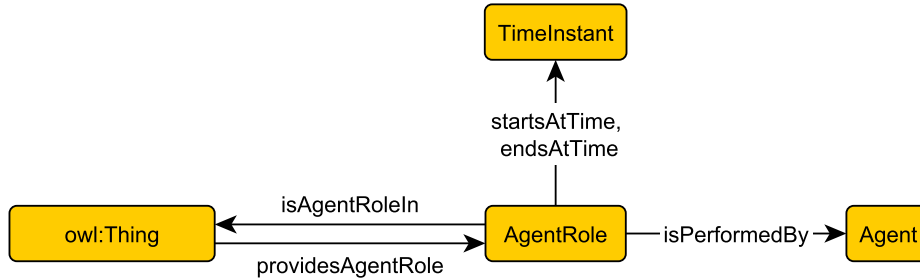 TimeInstant
startsAtTime,
endsAtTime
isAgentRoleIn
owl:Thing
AgentRole
isPerformedBy
Agent
providesAgentRole